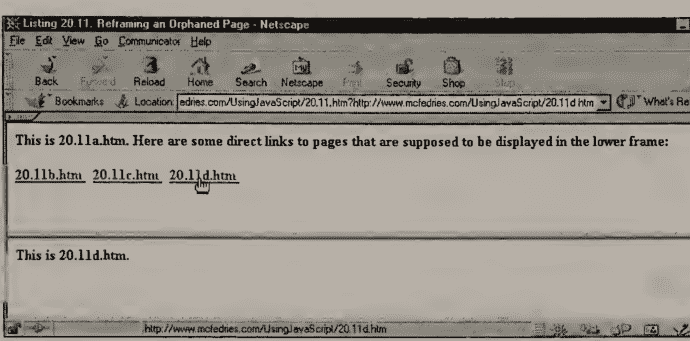 Listing 20.11. Reframing an Orphaned Page - Netscape
File Edit View Go Communicator Help
Back Forward Reload Home Search Netscape Print Security Shop Stop
Bookmarks Location: edries.com/UsingJavaScript/20.11.htm?http://www.mcfedries.com/UsingJavaScript/20.11d.htm What's Re
This is 20.11a.htm. Here are some direct links to pages that are supposed to be displayed in the lower frame:
20.11b.htm 20.11c.htm 20.11d.htm
This is 20.11d.htm.
http://www.mcfedries.com/UsingJavaScript/20.11d.htm